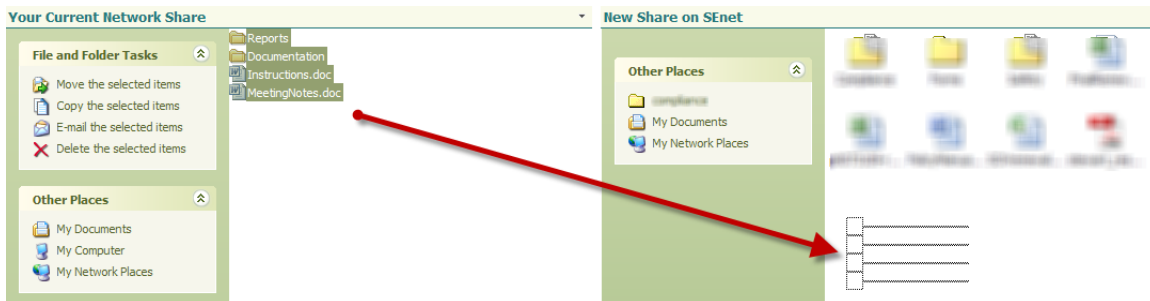 Your Current Network Share
File and Folder Tasks
Move the selected items
Copy the selected items
E-mail the selected items
Delete the selected items
Other Places
My Documents
My Computer
My Network Places
Reports
Documentation
Instructions.doc
MeetingNotes.doc
New Share on SEnet
Other Places
compliance
My Documents
My Network Places